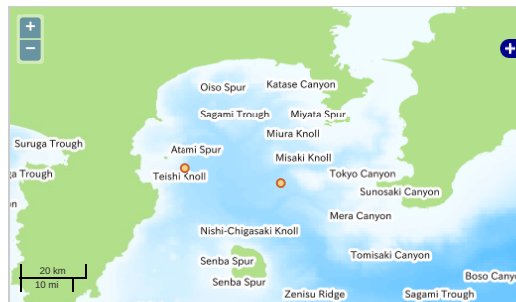 +
−
+
Oiso Spur
Katase Canyon
Sagami Trough
Miyata Spur
Miura Knoll
Suruga Trough
Atami Spur
Misaki Knoll
ga Trough
Teishi Knoll
Tokyo Canyon
Sunosaki Canyon
on
Mera Canyon
Nishi-Chigasaki Knoll
Tomisaki Canyon
Senba Spur
20 km
Boso Cany
10 mi
Senba Spur
Zenisu Ridge
Sagami Trough